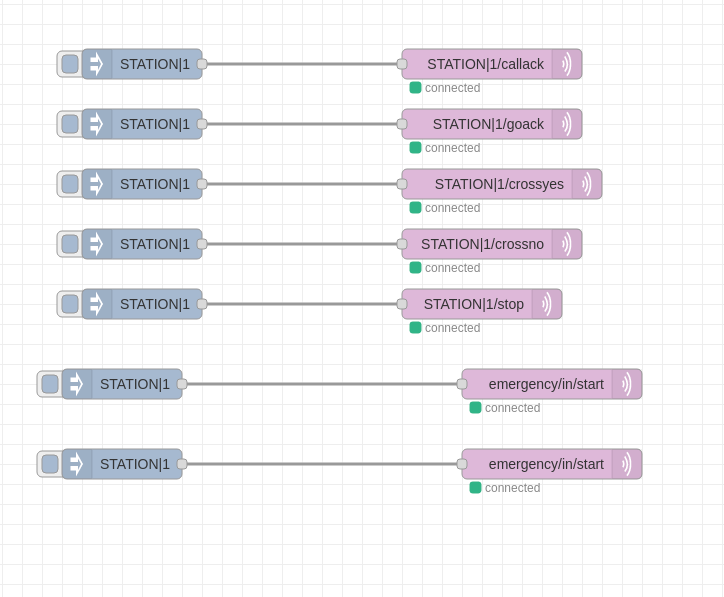 STATION|1 STATION|1/callack
connected
STATION|1 STATION|1/goack
connected
STATION|1 STATION|1/crossyes
connected
STATION|1 STATION|1/crossno
connected
STATION|1 STATION|1/stop
connected
STATION|1 emergency/in/start
connected
STATION|1 emergency/in/start
connected